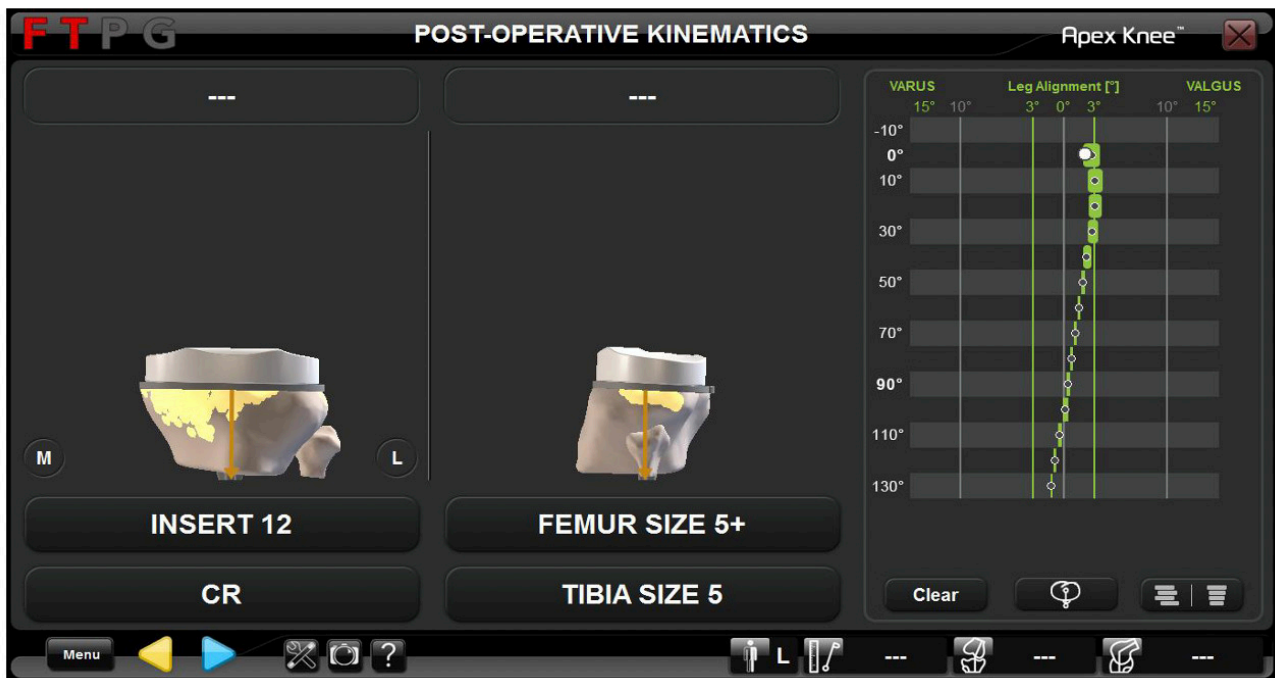 F T P G
POST-OPERATIVE KINEMATICS
Apex Knee™
---
---
VARUS Leg Alignment [°] VALGUS
15° 10° 3° 0° 3° 10° 15°
-10°
0°
10°
30°
50°
70°
90°
110°
130°
M
L
INSERT 12
FEMUR SIZE 5+
CR
TIBIA SIZE 5
Clear
Menu
?
L
---
---
---